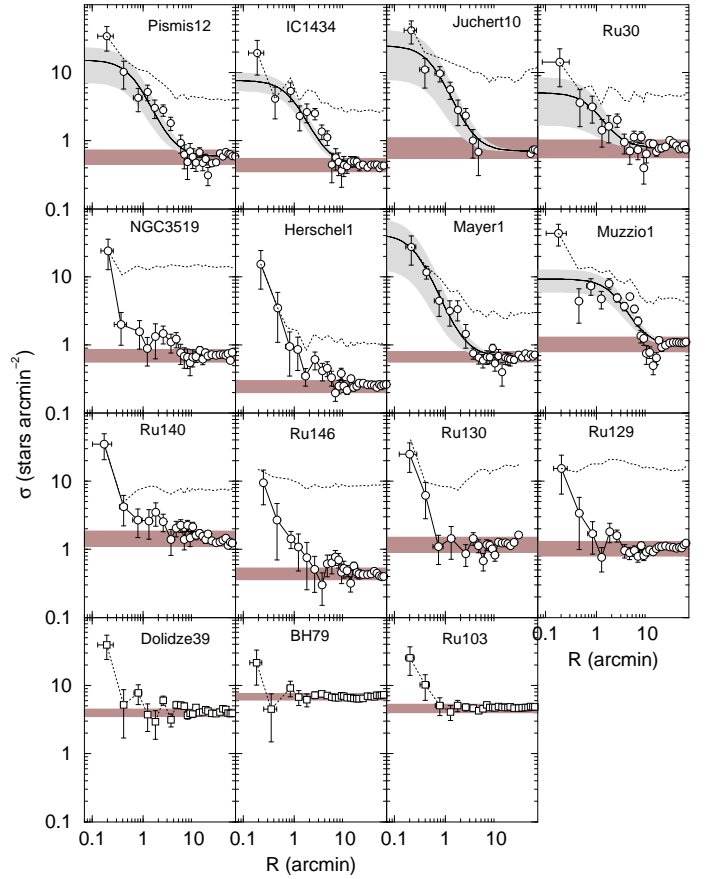 Pismis12
IC1434
Juchert10
Ru30
10
1
0.1
NGC3519
Herschel1
Mayer1
Muzzio1
10
1
0.1
σ (stars arcmin⁻²)
Ru140
Ru146
Ru130
Ru129
10
1
0.1
0.1 1 10
R (arcmin)
Dolidze39
BH79
Ru103
10
1
0.1
0.1 1 10 0.1 1 10 0.1 1 10
R (arcmin)